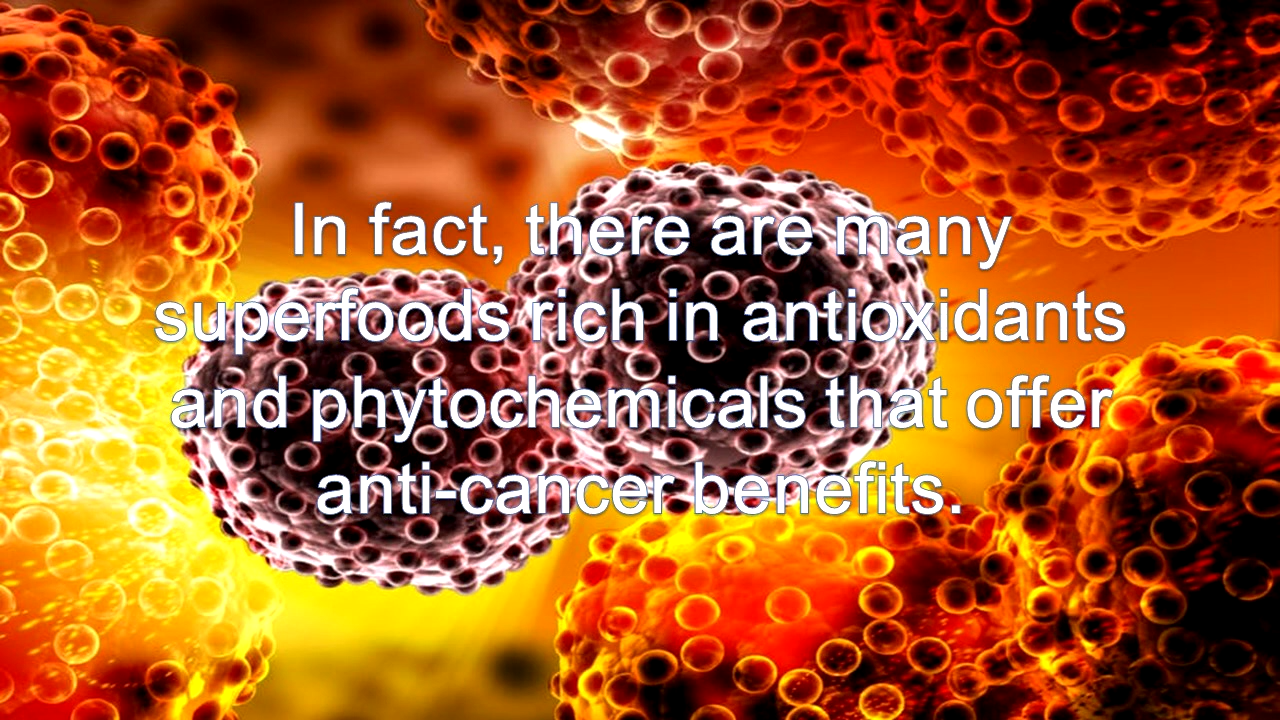 In fact, there are many
superfoods rich in antioxidants
and phytochemicals that offer
anti-cancer benefits.